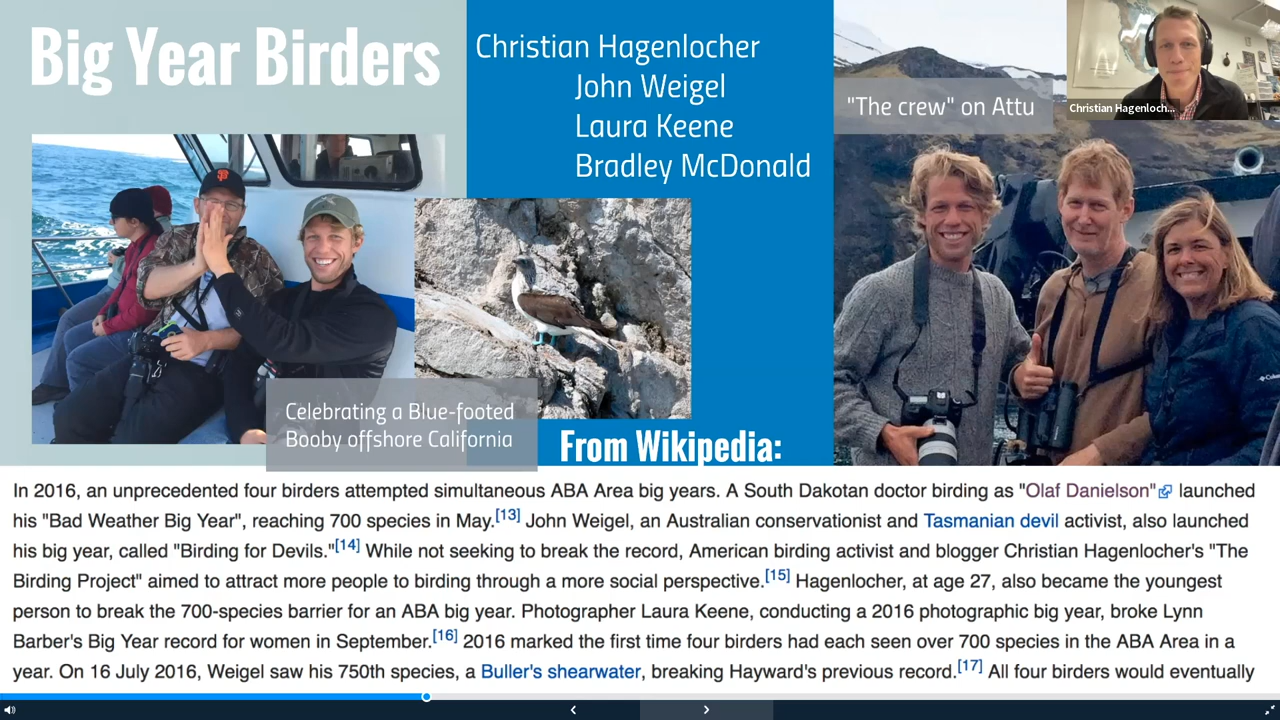 Big Year Birders
Christian Hagenlocher
John Weigel
Laura Keene
Bradley McDonald
"The crew" on Attu
Christian Hagenloch...
Celebrating a Blue-footed
Booby offshore California
From Wikipedia:
In 2016, an unprecedented four birders attempted simultaneous ABA Area big years. A South Dakotan doctor birding as "Olaf Danielson" launched
his "Bad Weather Big Year", reaching 700 species in May.[13] John Weigel, an Australian conservationist and Tasmanian devil activist, also launched
his big year, called "Birding for Devils."[14] While not seeking to break the record, American birding activist and blogger Christian Hagenlocher's "The
Birding Project" aimed to attract more people to birding through a more social perspective.[15] Hagenlocher, at age 27, also became the youngest
person to break the 700-species barrier for an ABA big year. Photographer Laura Keene, conducting a 2016 photographic big year, broke Lynn
Barber's Big Year record for women in September.[16] 2016 marked the first time four birders had each seen over 700 species in the ABA Area in a
year. On 16 July 2016, Weigel saw his 750th species, a Buller's shearwater, breaking Hayward's previous record.[17] All four birders would eventually